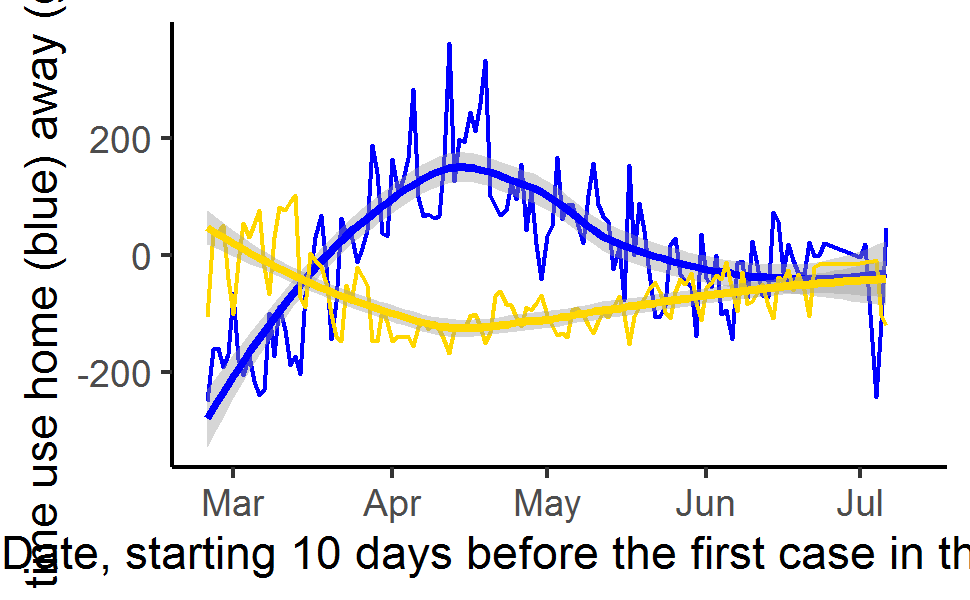 time use home (blue) away (
200
0
-200
Mar Apr May Jun Jul
Date, starting 10 days before the first case in th